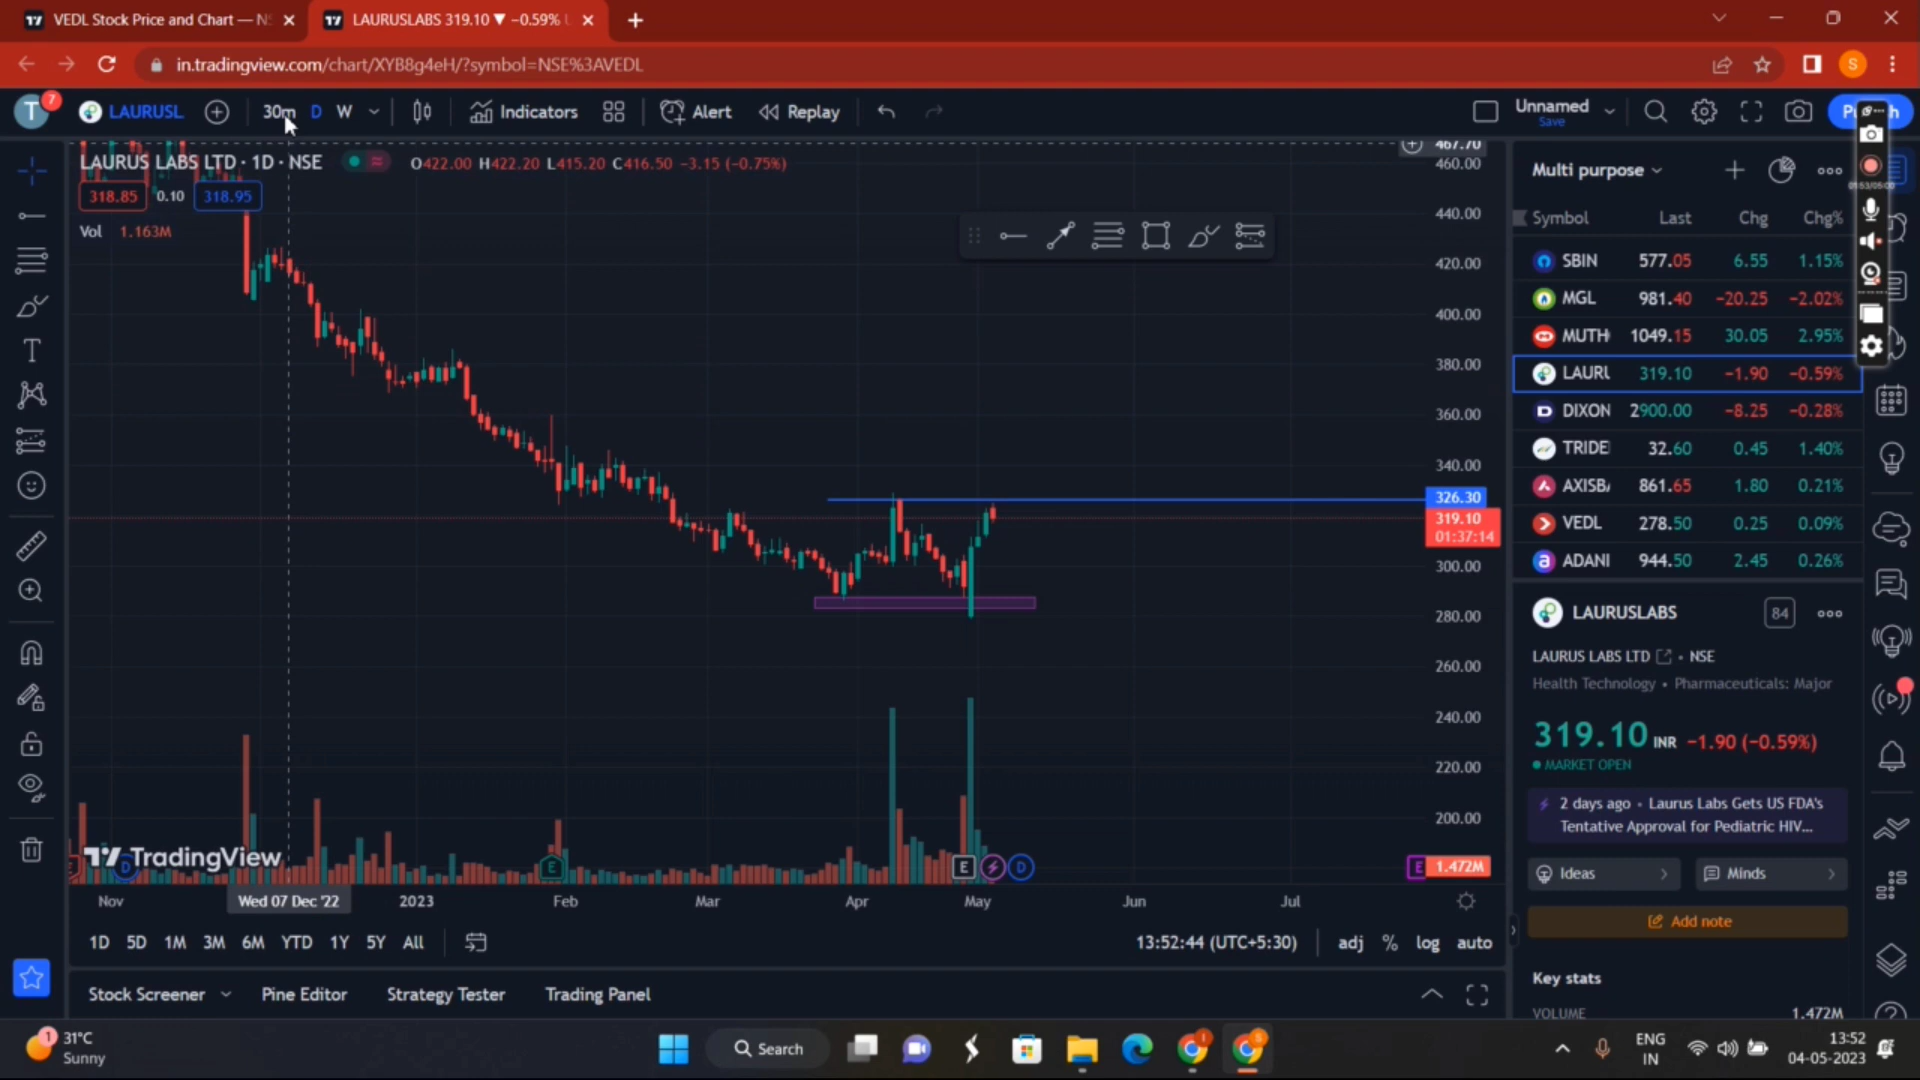 VEDL Stock Price and Chart — NS
LAURUSLABS 319.10 ▼ −0.59%
in.tradingview.com/chart/XYB8g4eH/?symbol=NSE%3AVEDL
S
T 7 LAURUSL 30m D W Indicators Alert Replay Unnamed Save
LAURUS LABS LTD · 1D · NSE O422.00 H422.20 L415.20 C416.50 −3.15 (−0.75%)
318.85 0.10 318.95
Vol 1.163M
467.70
460.00
440.00
420.00
400.00
380.00
360.00
340.00
326.30
319.10
01:37:14
300.00
280.00
260.00
240.00
220.00
200.00
1.472M
E
E
E
D
D
TradingView
Nov Wed 07 Dec '22 2023 Feb Mar Apr May Jun Jul
1D 5D 1M 3M 6M YTD 1Y 5Y All 13:52:44 (UTC+5:30) adj % log auto
Stock Screener Pine Editor Strategy Tester Trading Panel
Multi purpose
Symbol Last Chg Chg%
SBIN 577.05 6.55 1.15%
MGL 981.40 −20.25 −2.02%
MUTH 1049.15 30.05 2.95%
LAURU 319.10 −1.90 −0.59%
DIXON 2900.00 −8.25 −0.28%
TRIDE 32.60 0.45 1.40%
AXISB 861.65 1.80 0.21%
VEDL 278.50 0.25 0.09%
ADANI 944.50 2.45 0.26%
LAURUSLABS 84
LAURUS LABS LTD • NSE
Health Technology • Pharmaceuticals: Major
319.10 INR −1.90 (−0.59%)
MARKET OPEN
2 days ago • Laurus Labs Gets US FDA's
Tentative Approval for Pediatric HIV...
Ideas Minds
Add note
Key stats
VOLUME 1.472M
1 31°C
Sunny
Search
ENG
IN
13:52
04-05-2023